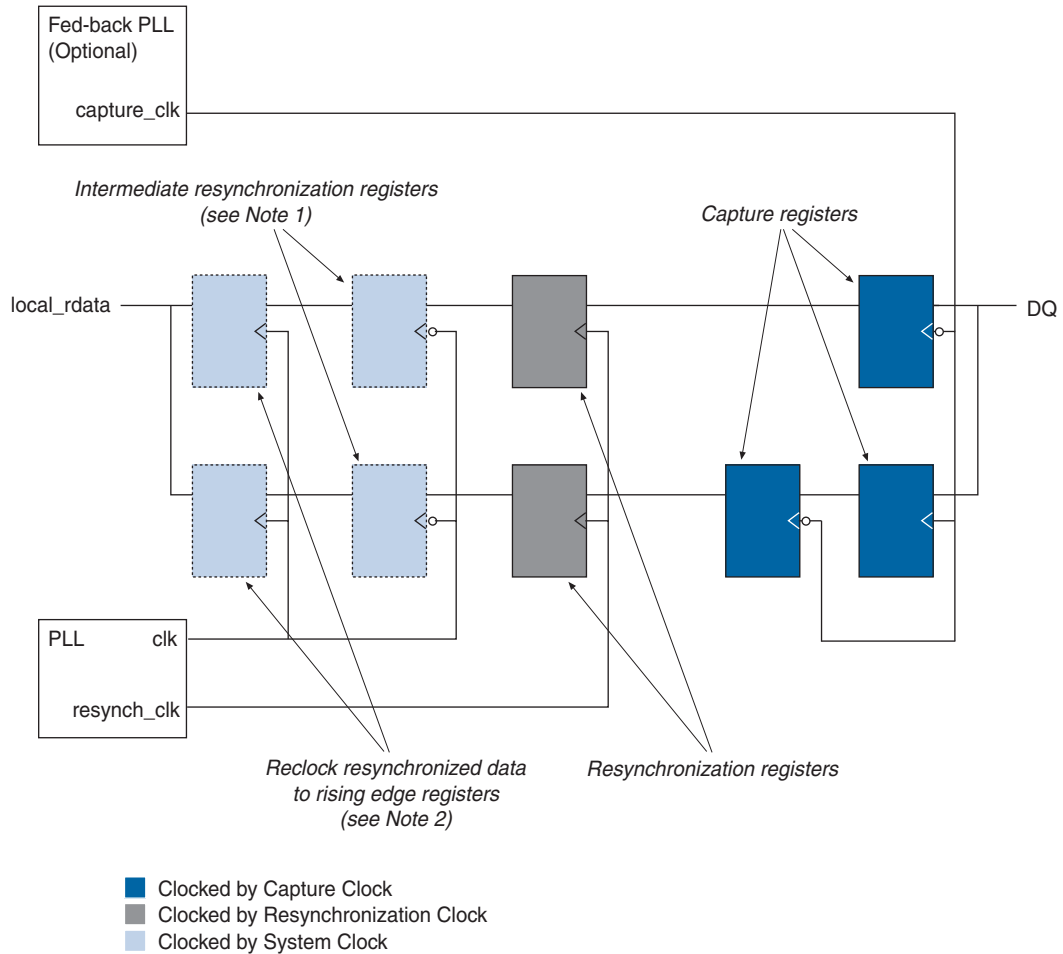 Fed-back PLL
(Optional)
capture_clk
Intermediate resynchronization registers
(see Note 1)
Capture registers
local_rdata
DQ
PLL
clk
resynch_clk
Reclock resynchronized data
to rising edge registers
(see Note 2)
Resynchronization registers
Clocked by Capture Clock
Clocked by Resynchronization Clock
Clocked by System Clock